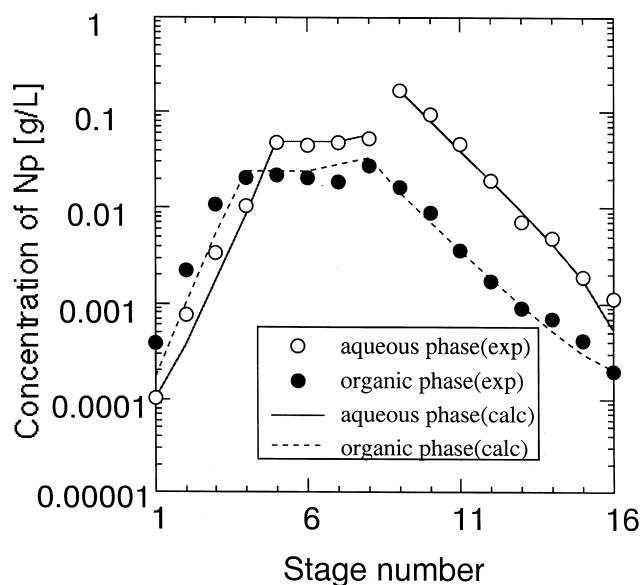 Concentration of Np [g/L]
1
0.1
0.01
0.001
0.0001
0.00001
aqueous phase(exp)
organic phase(exp)
aqueous phase(calc)
organic phase(calc)
1 6 11 16
Stage number